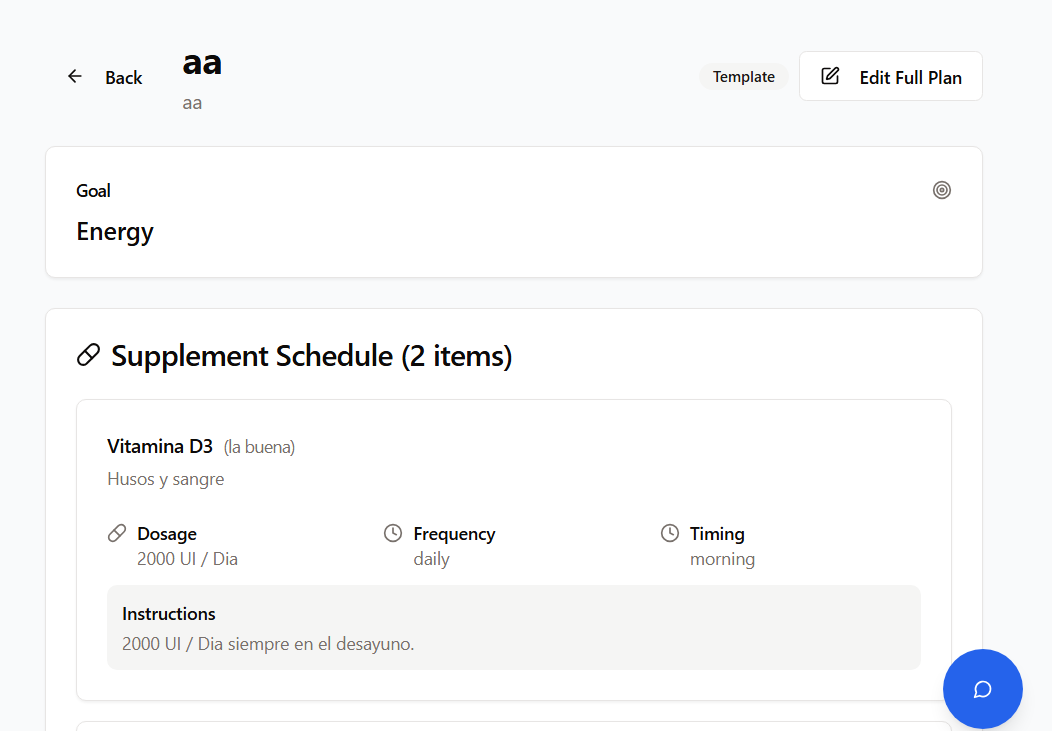 Back
aa
aa
Template
Edit Full Plan
Goal
Energy
Supplement Schedule (2 items)
Vitamina D3 (la buena)
Husos y sangre
Dosage
2000 UI / Dia
Frequency
daily
Timing
morning
Instructions
2000 UI / Dia siempre en el desayuno.